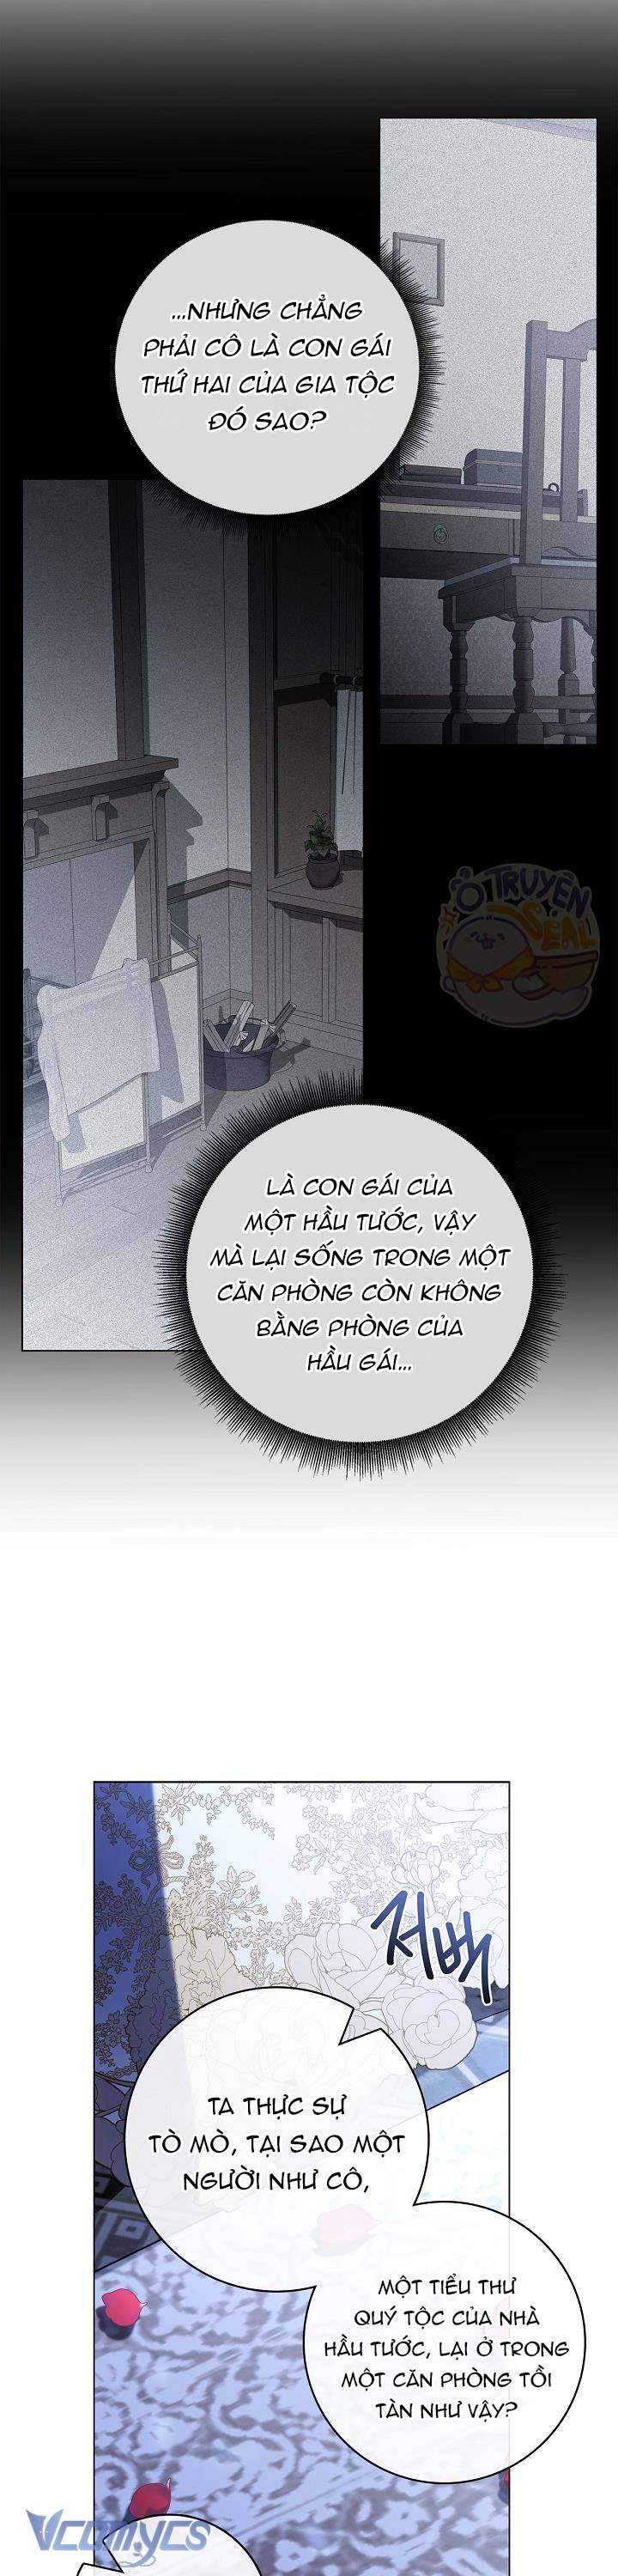 ...NHƯNG CHẲNG
PHẢI CÔ LÀ CON GÁI
THỨ HAI CỦA GIA TỘC
ĐÓ SAO?
Ổ TRUYỆN
SEAL
LÀ CON GÁI CỦA
MỘT HẦU TƯỚC, VẬY
MÀ LẠI SỐNG TRONG MỘT
CĂN PHÒNG CÒN KHÔNG
BẰNG PHÒNG CỦA
HẦU GÁI...
저벅
TA THỰC SỰ
TÒ MÒ, TẠI SAO MỘT
NGƯỜI NHƯ CÔ,
MỘT TIỂU THƯ
QUÝ TỘC CỦA NHÀ
HẦU TƯỚC, LẠI Ở TRONG
MỘT CĂN PHÒNG TỒI
TÀN NHƯ VẬY?
VCOMYCS